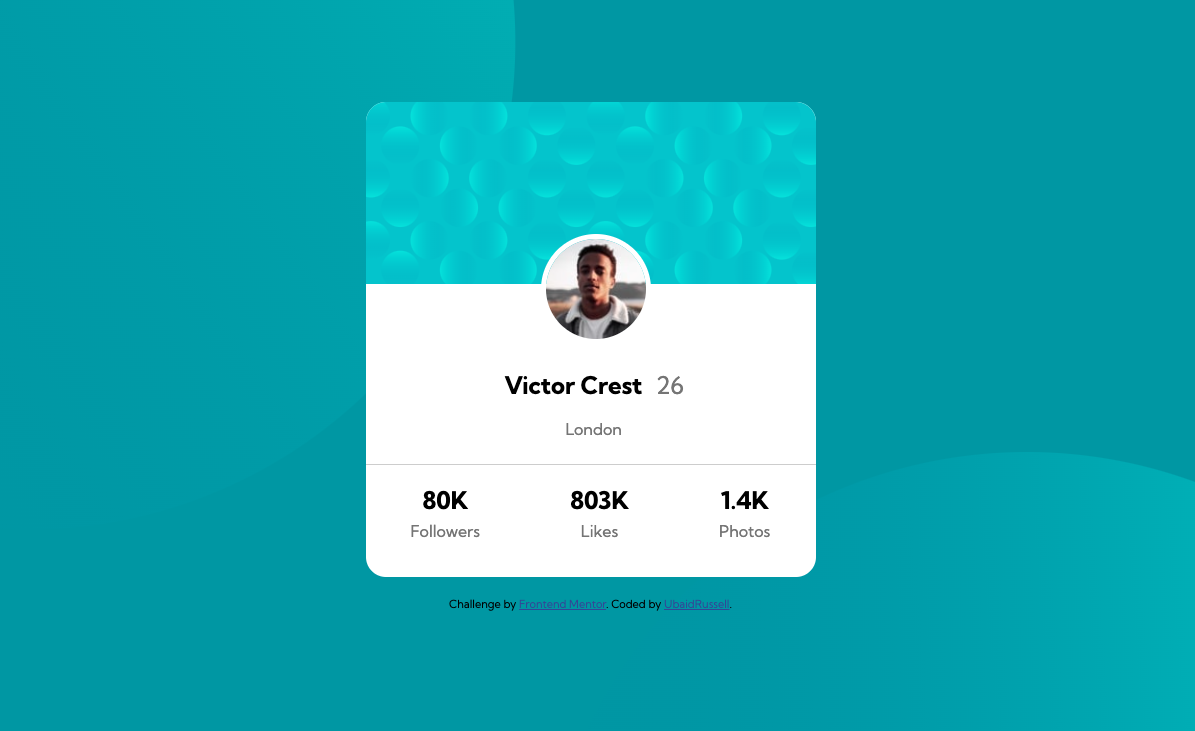 Victor Crest 26
London
80K 803K 1.4K
Followers Likes Photos
Challenge by Frontend Mentor. Coded by UbaidRussell.